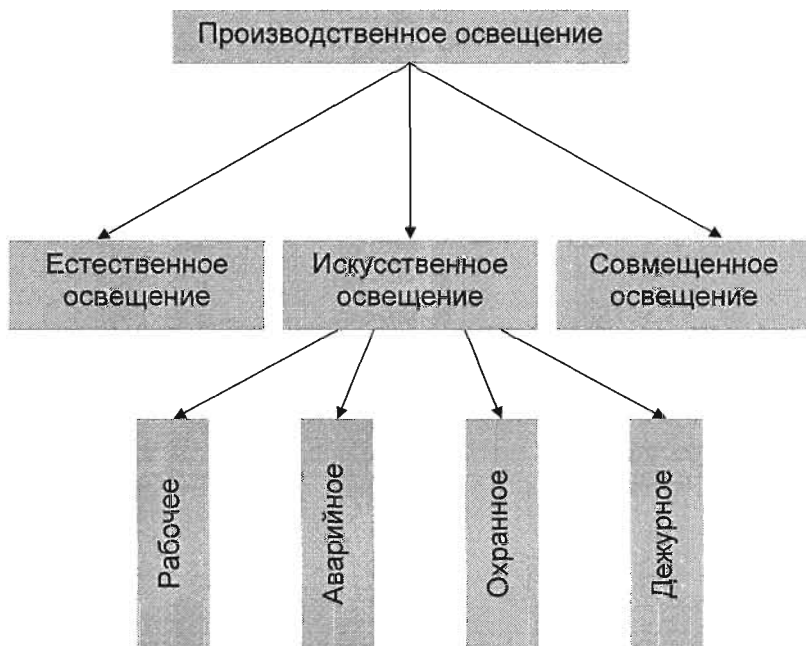 Производственное освещение
Естественное
освещение
Искусственное
освещение
Совмещенное
освещение
Рабочее
Аварийное
Охранное
Дежурное